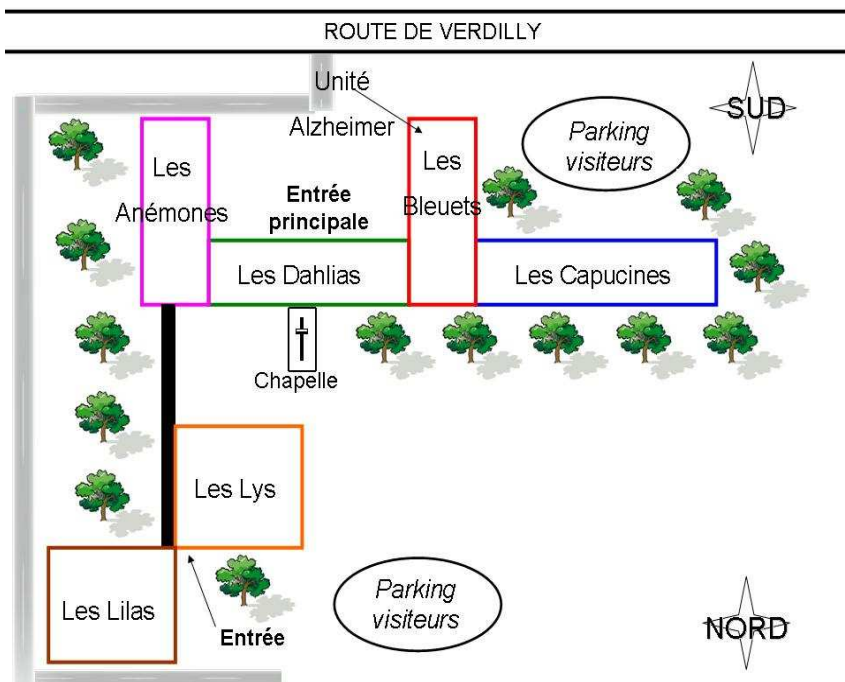 ROUTE DE VERDILLY
Unité
Alzheimer
Les
Anémones
Les
Bleuets
Parking
visiteurs
SUD
Entrée
principale
Les Dahlias
Les Capucines
Chapelle
Les Lys
Les Lilas
Entrée
Parking
visiteurs
NORD